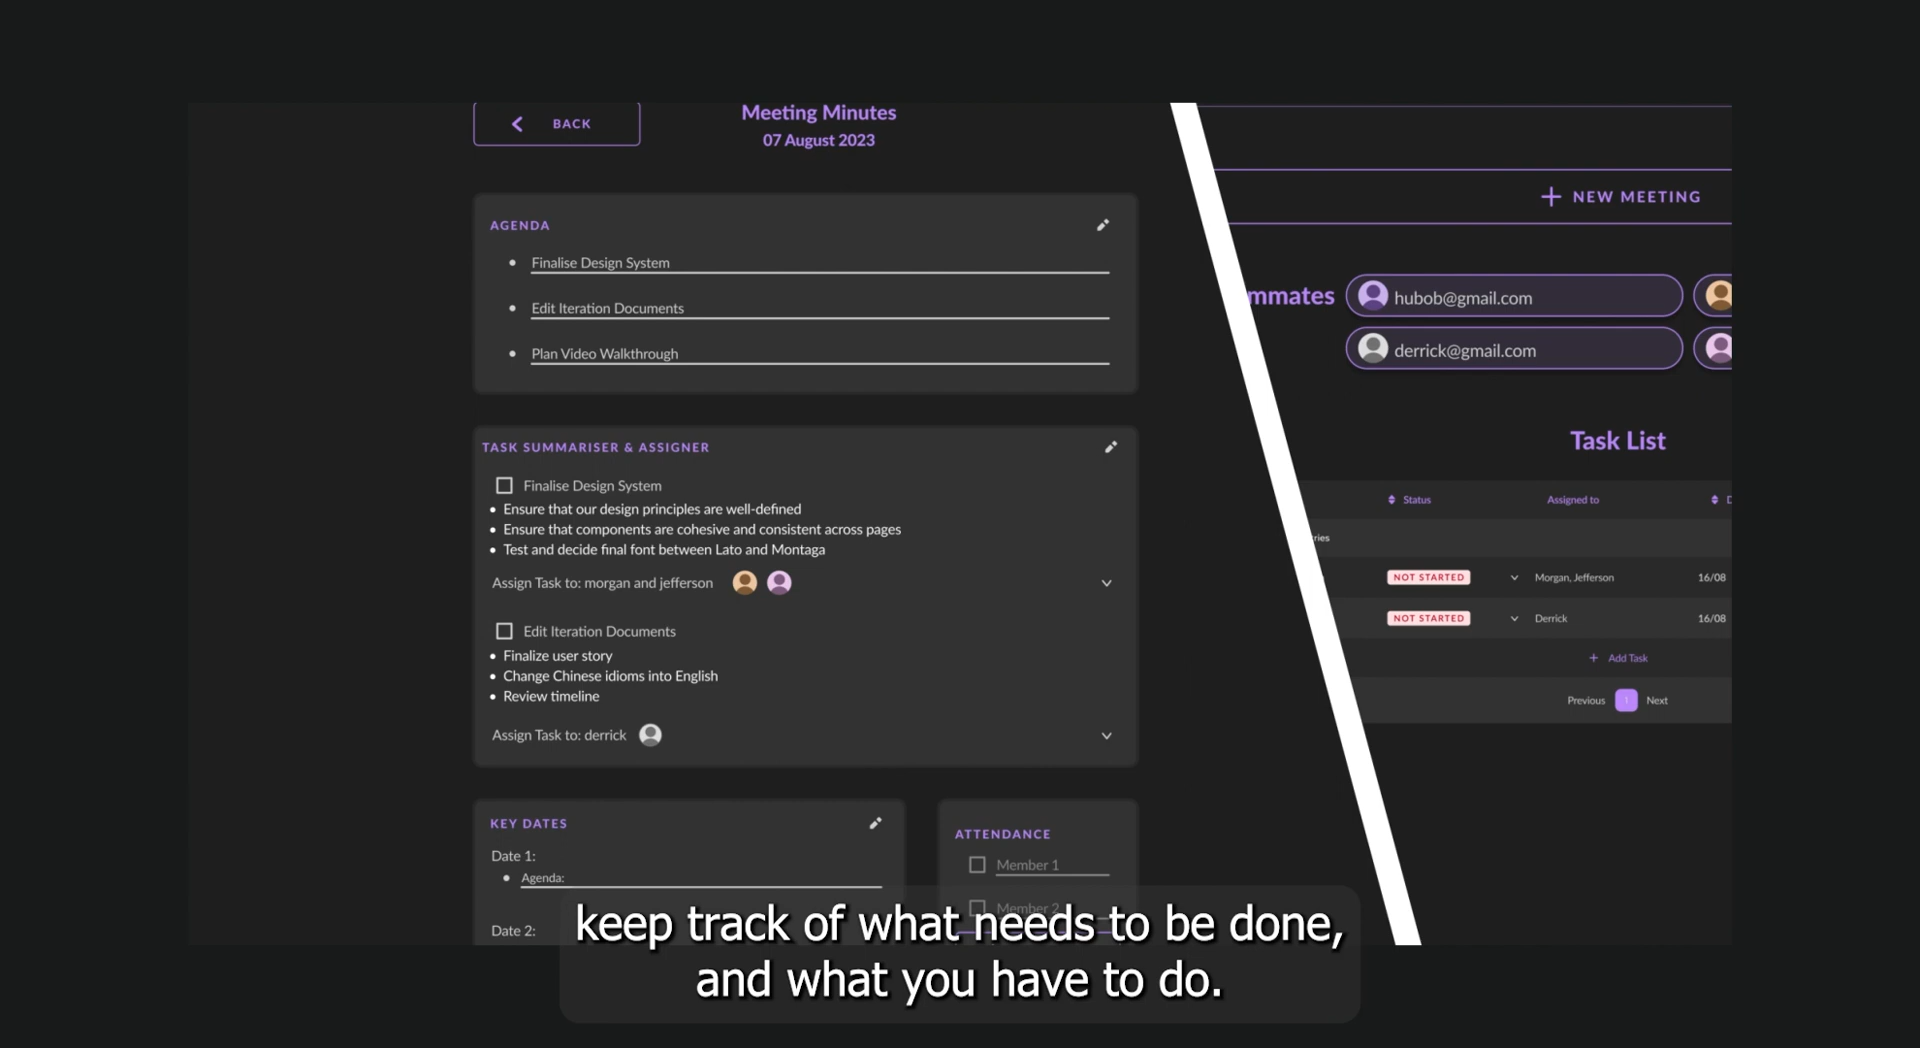 BACK
Meeting Minutes
07 August 2023
AGENDA
Finalise Design System
Edit Iteration Documents
Plan Video Walkthrough
TASK SUMMARISER & ASSIGNER
Finalise Design System
Ensure that our design principles are well-defined
Ensure that components are cohesive and consistent across pages
Test and decide final font between Lato and Montaga
Assign Task to: morgan and jefferson
Edit Iteration Documents
Finalize user story
Change Chinese idioms into English
Review timeline
Assign Task to: derrick
KEY DATES
Date 1:
Agenda:
Date 2:
ATTENDANCE
Member 1
Member 2
+ NEW MEETING
mmates
hubob@gmail.com
derrick@gmail.com
Task List
Status Assigned to D
ries
NOT STARTED Morgan, Jefferson 16/08
NOT STARTED Derrick 16/08
+ Add Task
Previous 1 Next
keep track of what needs to be done,
and what you have to do.